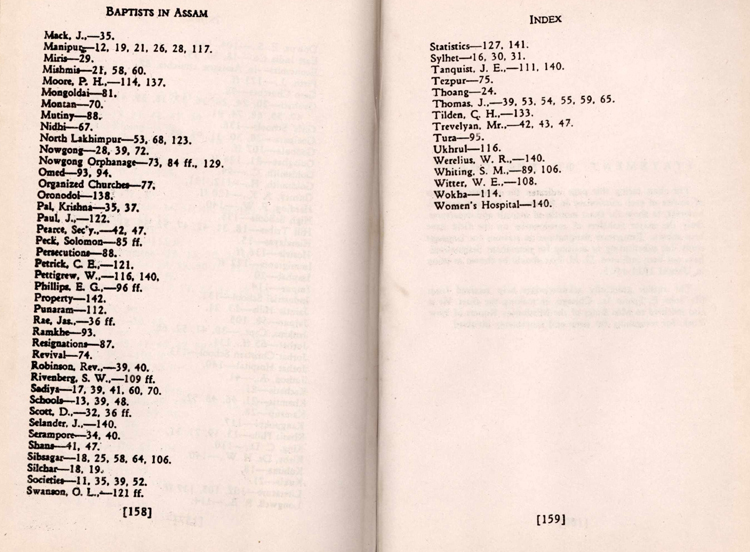 BAPTISTS IN ASSAM
Mack, J.,—35.
Manipur—12, 19, 21, 26, 28, 117.
Miris—29.
Mishmis—21, 58, 60.
Moore, P. H.,—114, 137.
Mongoldai—81.
Montan—70.
Mutiny—88.
Nidhi—67.
North Lakhimpur—53, 68, 123.
Nowgong—28, 39, 72.
Nowgong Orphanage—73, 84 ff., 129.
Omed—93, 94.
Organized Churches—77.
Oronodol—138.
Pal, Krishna—35, 37.
Paul, J.,—122.
Pearce, Sec'y.,—42, 47.
Peck, Solomon—85 ff.
Persecutions—88.
Petrick, C. E.,—121.
Pettigrew, W.,—116, 140.
Phillips, E. G.,—96 ff.
Property—142.
Punaram—112.
Rae, Jas.,—36 ff.
Ramkhe—93.
Resignations—87.
Revival—74.
Robinson, Rev.,—39, 40.
Rivenberg, S. W.,—109 ff.
Sadiya—17, 39, 41, 60, 70.
Schools—13, 39, 48.
Scott, D.,—32, 36 ff.
Selander, J.,—140.
Serampore—34, 40.
Shans—41, 47.
Sibsagar—18, 25, 58, 64, 106.
Silchar—18, 19.
Societies—11, 35, 39, 52.
Swanson, O. L.,—121 ff.
[158]
INDEX
Statistics—127, 141.
Sylhet—16, 30, 31.
Tanquist, J. E.,—111, 140.
Tezpur—75.
Thoang—24.
Thomas, J.,—39, 53, 54, 55, 59, 65.
Tilden, C. H.,—133.
Trevelyan, Mr.,—42, 43, 47.
Tura—95.
Ukhrul—116.
Werelius, W. R.,—140.
Whiting, S. M.,—89, 106.
Witter, W. E.,—108.
Wokha—114.
Women's Hospital—140.
[159]